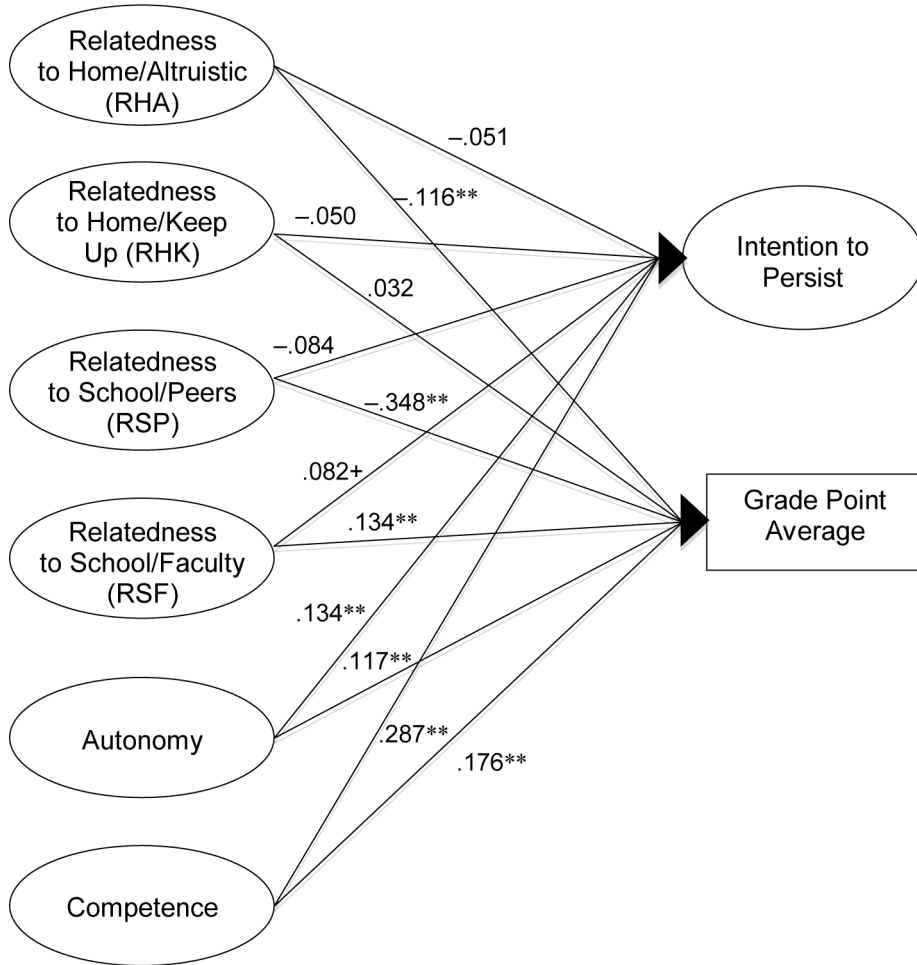 Relatedness
to Home/Altruistic
(RHA)
–.051
–.116**
Relatedness
to Home/Keep
Up (RHK)
–.050
Intention to
Persist
.032
Relatedness
to School/Peers
(RSP)
–.084
–.348**
.082+
Grade Point
Average
Relatedness
to School/Faculty
(RSF)
.134**
.134**
.117**
Autonomy
.287**
.176**
Competence